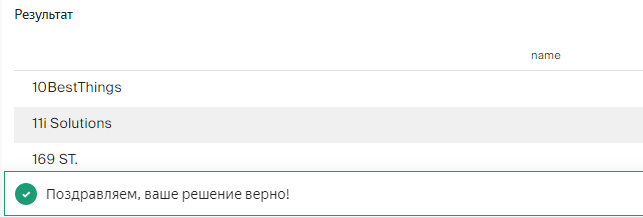 Результат
name
10BestThings
11i Solutions
169 ST.
Поздравляем, ваше решение верно!